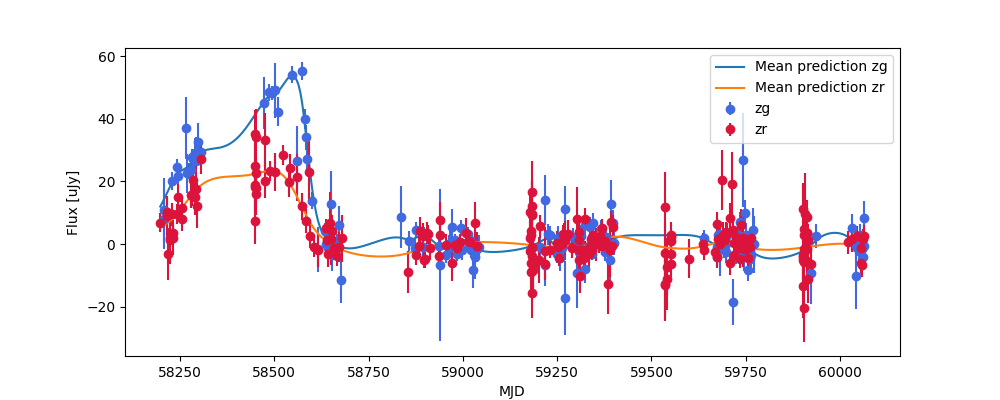 60
40
20
0
−20
Flux [uJy]
58250 58500 58750 59000 59250 59500 59750 60000
MJD
Mean prediction zg
Mean prediction zr
zg
zr